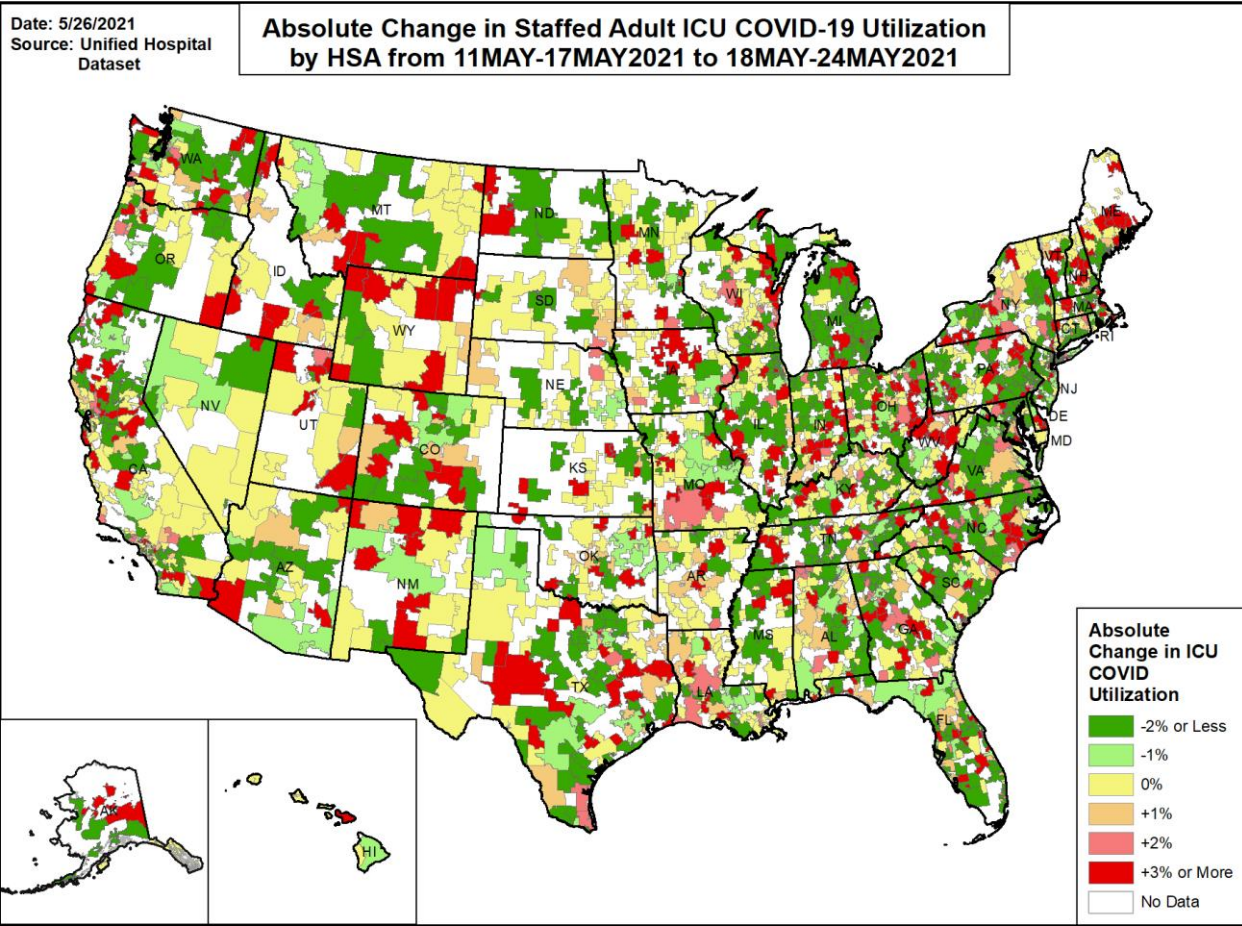 Date: 5/26/2021
Source: Unified Hospital
Dataset
Absolute Change in Staffed Adult ICU COVID-19 Utilization
by HSA from 11MAY-17MAY2021 to 18MAY-24MAY2021
WA
MT
ND
MN
ME
OR
ID
SD
WI
MI
NY
VT
NH
MA
CT
RI
WY
NE
IA
PA
NJ
NV
UT
CO
KS
MO
IL
IN
OH
WV
DE
MD
VA
CA
KY
AZ
NM
OK
AR
TN
NC
SC
TX
LA
MS
AL
GA
FL
AK
HI
Absolute
Change in ICU
COVID
Utilization
-2% or Less
-1%
0%
+1%
+2%
+3% or More
No Data